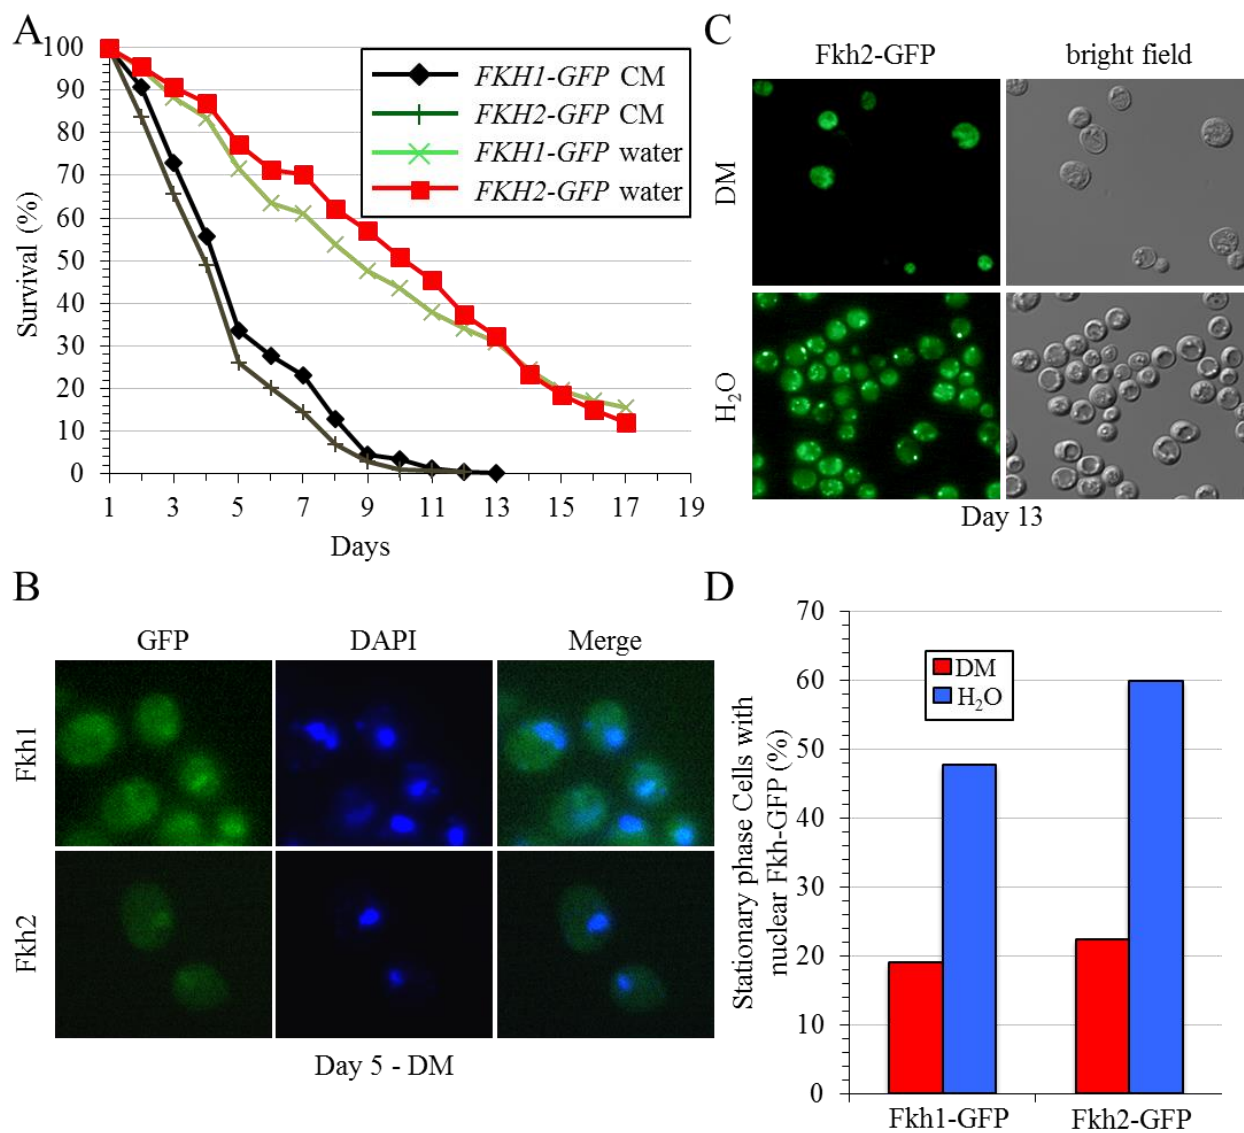 A
100
90
80
70
60
50
40
30
20
10
0
Survival (%)
1
3
5
7
9
11
13
15
17
19
Days
FKH1-GFP CM
FKH2-GFP CM
FKH1-GFP water
FKH2-GFP water
C
Fkh2-GFP
bright field
DM
H₂O
Day 13
B
GFP
DAPI
Merge
Fkh1
Fkh2
Day 5 - DM
D
70
60
50
40
30
20
10
0
Stationary phase Cells with
nuclear Fkh-GFP (%)
DM
H₂O
Fkh1-GFP
Fkh2-GFP